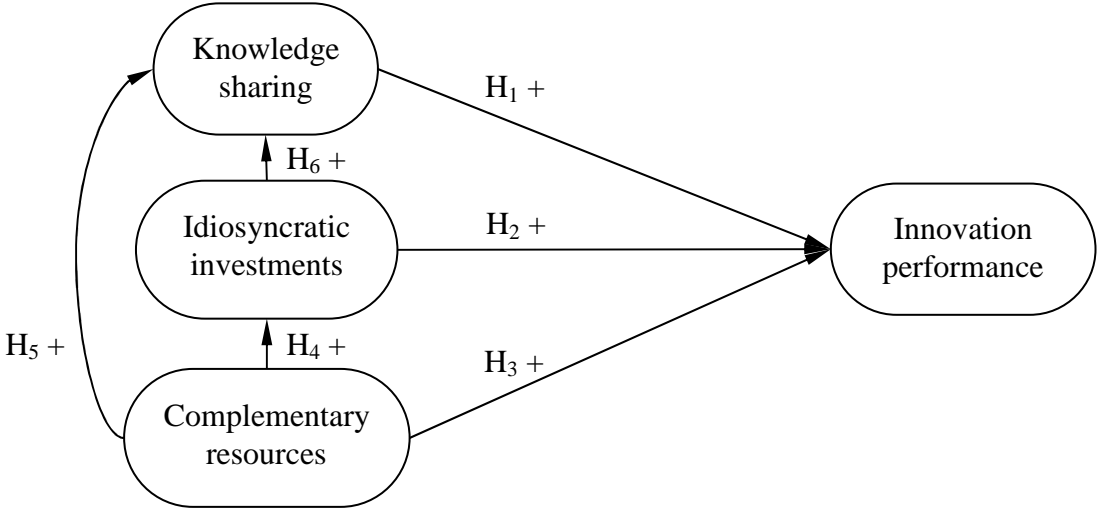 Knowledge
sharing
H₁ +
H₆ +
Idiosyncratic
investments
H₂ +
Innovation
performance
H₅ +
H₄ +
H₃ +
Complementary
resources